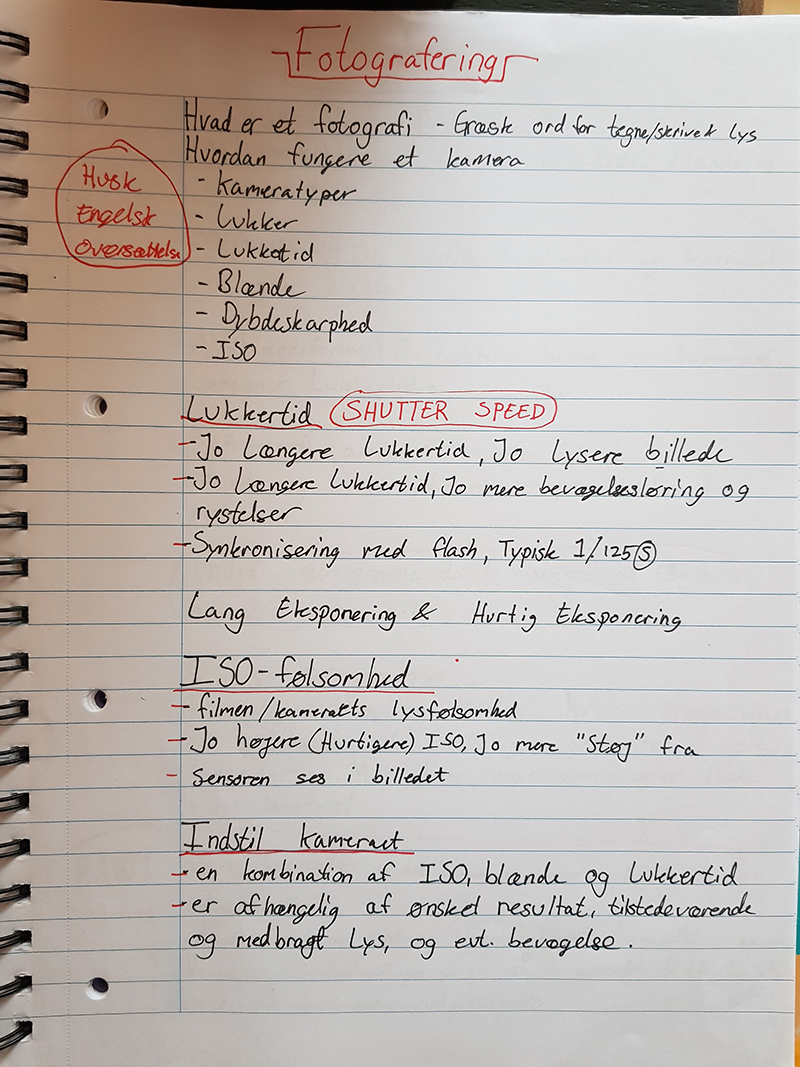 Fotografering
Hvad er et fotografi - Græsk ord for tegne/skrive & lys
Hvordan fungere et kamera
- Kameratyper
- Lukker
- Lukketid
- Blænde
- Dybdeskarphed
- ISO
Husk
Engelsk
Oversættelse
Lukkertid SHUTTER SPEED
- Jo længere lukkertid, Jo lysere billede
- Jo længere lukkertid, Jo mere bevægelsesløring og
rystelser
- Synkronisering med flash, Typisk 1/125 s
Lang Eksponering & Hurtig Eksponering
ISO-følsomhed
- filmen/kameraets lysfølsomhed
- Jo højere (Hurtigere) ISO, Jo mere "Støj" fra
- Sensoren ses i billedet
Indstil kameraet
- en kombination af ISO, blænde og Lukkertid
- er afhængelig af ønsket resultat, tilstedeværende
og medbragt Lys, og evt. bevægelse.